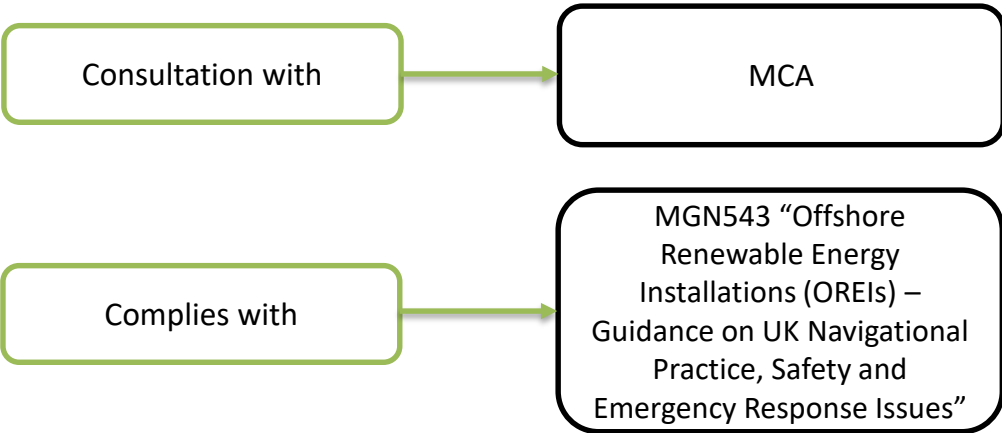 Consultation with
MCA
Complies with
MGN543 “Offshore
Renewable Energy
Installations (OREIs) –
Guidance on UK Navigational
Practice, Safety and
Emergency Response Issues”